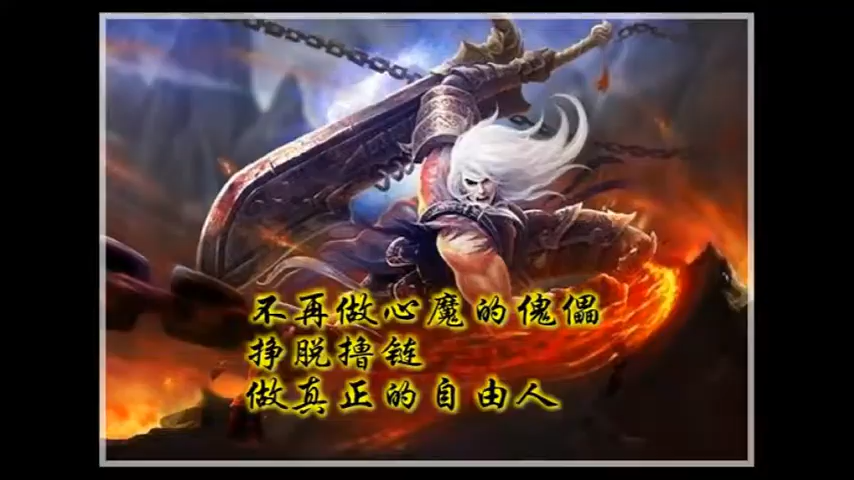 不再做心魔的傀儡
挣脱撸链
做真正的自由人